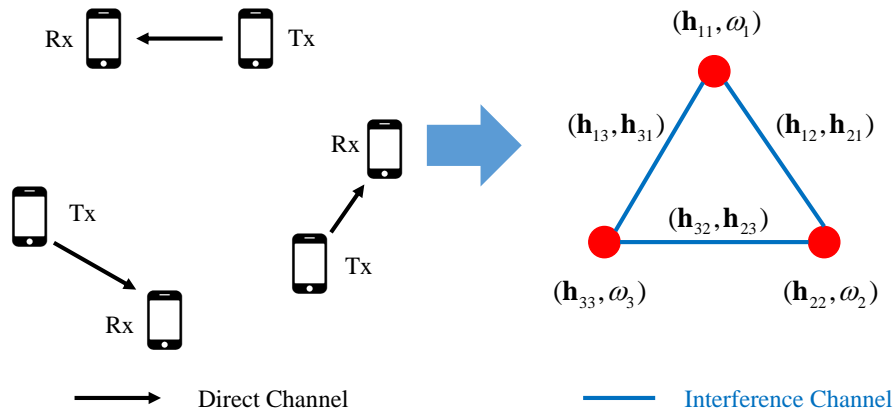 Rx
Tx
(h₁₁, ω₁)
Rx
(h₁₃, h₃₁)
(h₁₂, h₂₁)
Tx
(h₃₂, h₂₃)
Tx
Rx
(h₃₃, ω₃)
(h₂₂, ω₂)
Direct Channel
Interference Channel